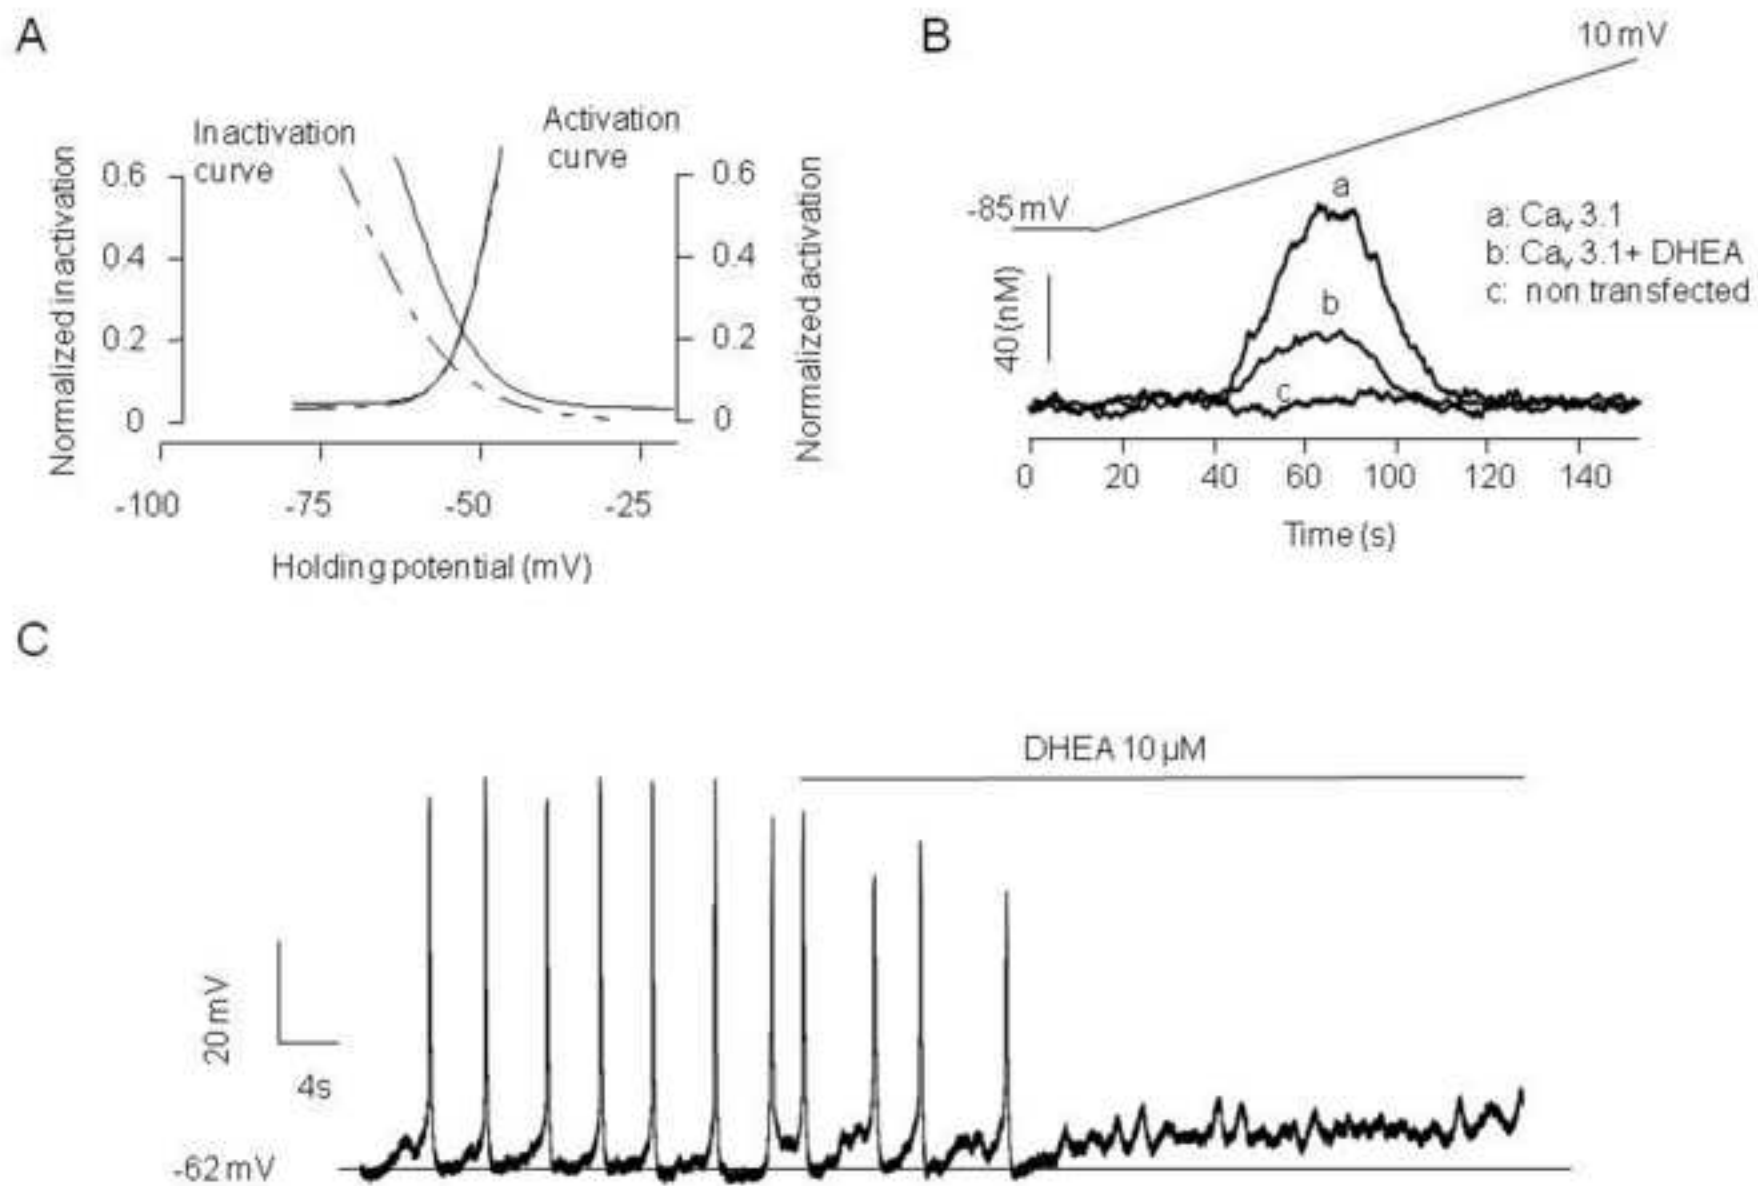 A
Inactivation
curve
Activation
curve
Normalized inactivation
0.6
0.4
0.2
0
0.6
0.4
0.2
0
Normalized activation
-100
-75
-50
-25
Holding potential (mV)
B
10 mV
-85 mV
40 (nM)
a
b
c
a: Cav 3.1
b: Cav 3.1+ DHEA
c: non transfected
0
20
40
60
100
120
140
Time (s)
C
DHEA 10 µM
20 mV
4s
-62 mV